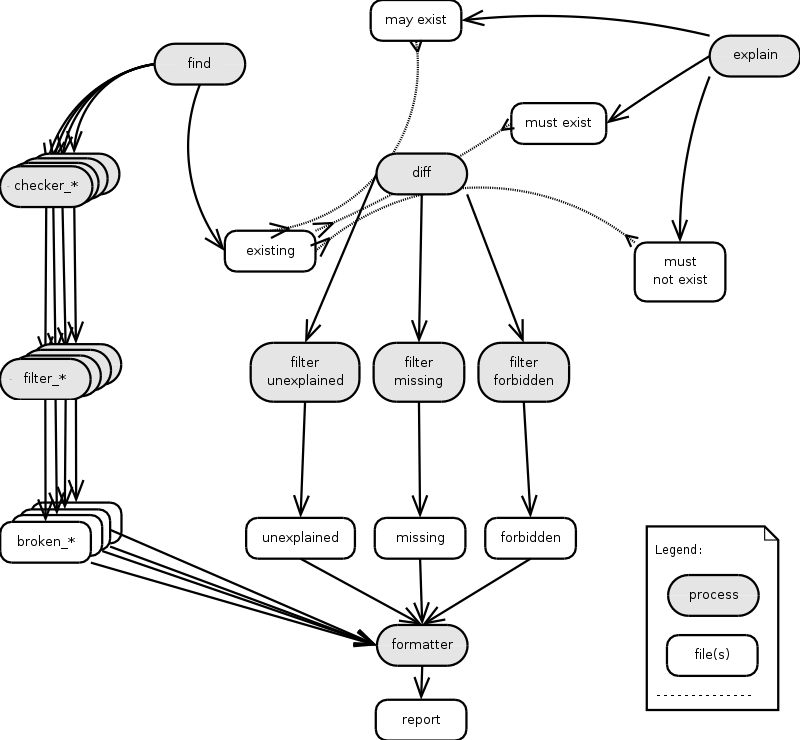 may exist
find
explain
must exist
diff
checker_*
existing
must
not exist
filter
unexplained
filter
missing
filter
forbidden
filter_*
unexplained
missing
forbidden
broken_*
Legend:
process
formatter
file(s)
report